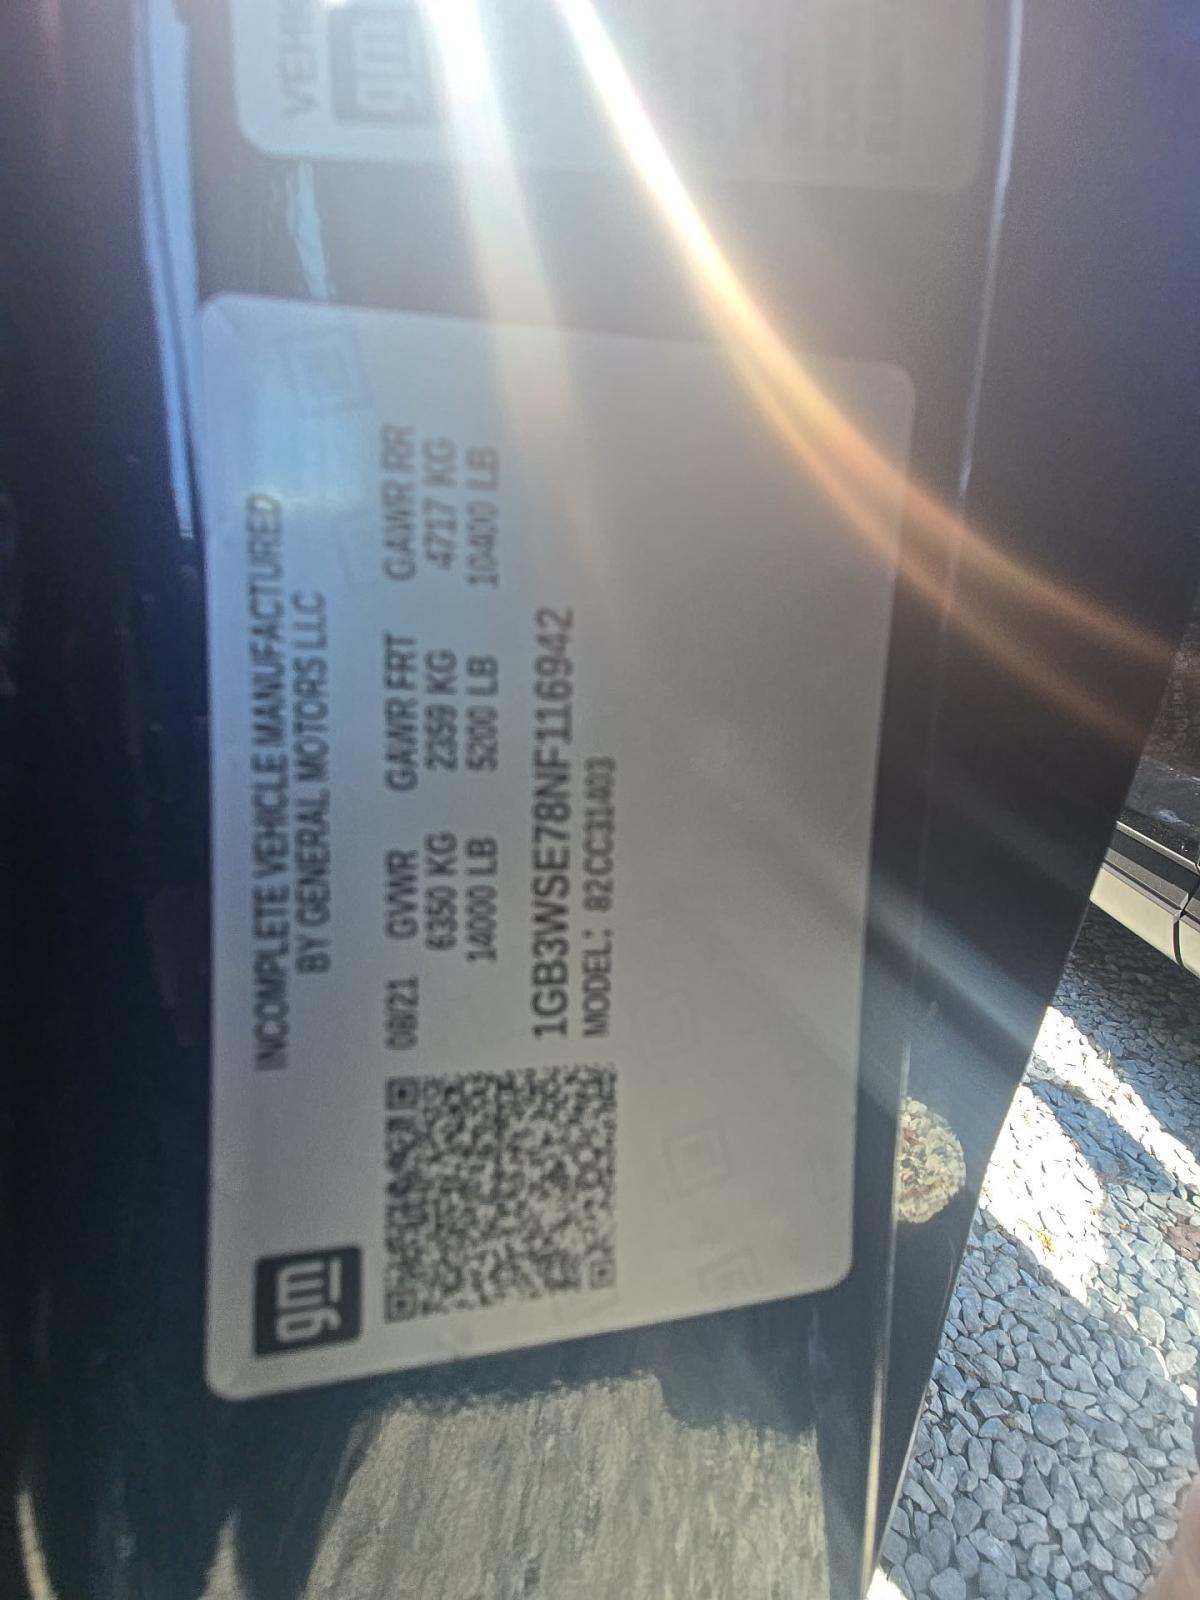 gm
INCOMPLETE VEHICLE MANUFACTURED
BY GENERAL MOTORS LLC
08/21 GVWR GAWR FRT GAWR RR
6350 KG 2359 KG 4717 KG
14000 LB 5200 LB 10400 LB
1GB3WSE78NF116942
MODEL: 82CC31403
gm